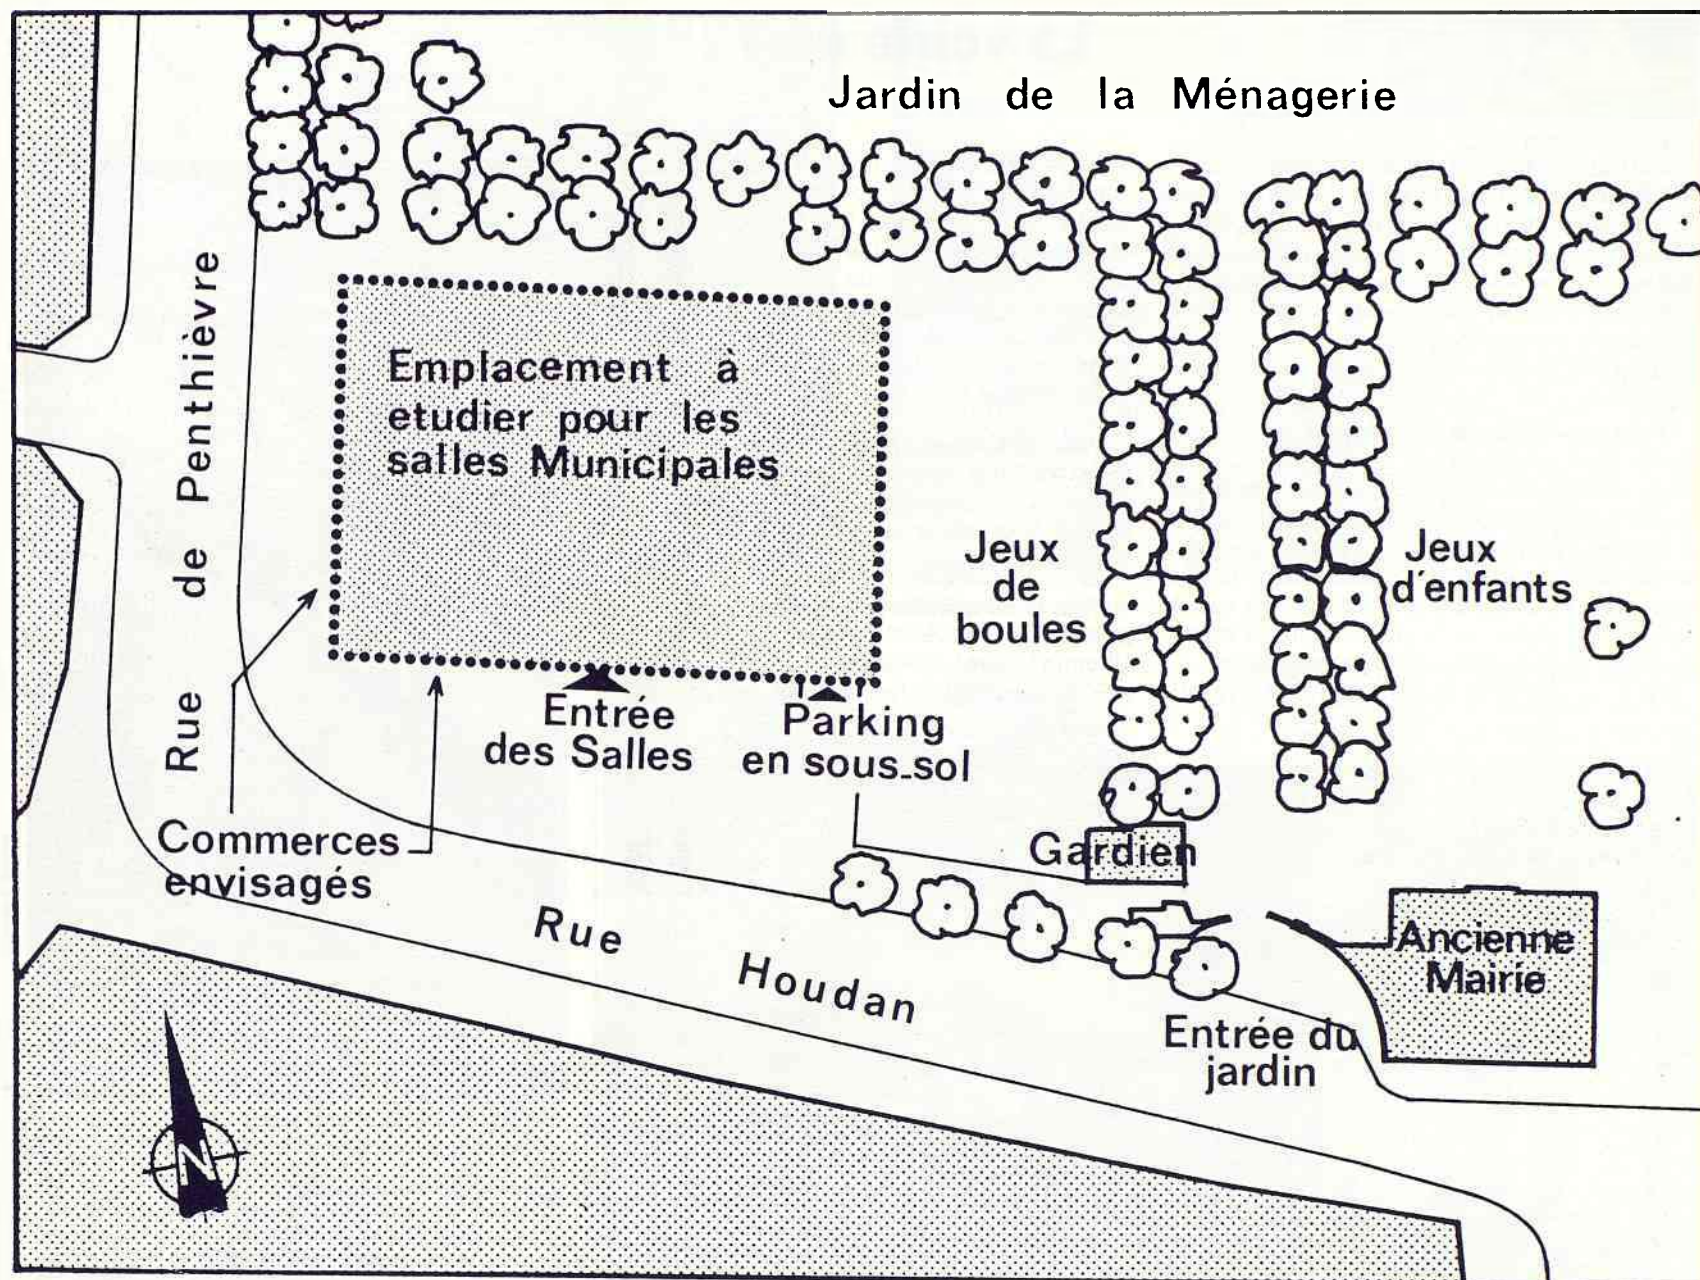 Jardin de la Ménagerie
Rue de Penthièvre
Emplacement à
etudier pour les
salles Municipales
Jeux
de
boules
Jeux
d'enfants
Entrée
des Salles
Parking
en sous-sol
Commerces
envisagés
Gardien
Ancienne
Mairie
Rue Houdan
Entrée du
jardin
N